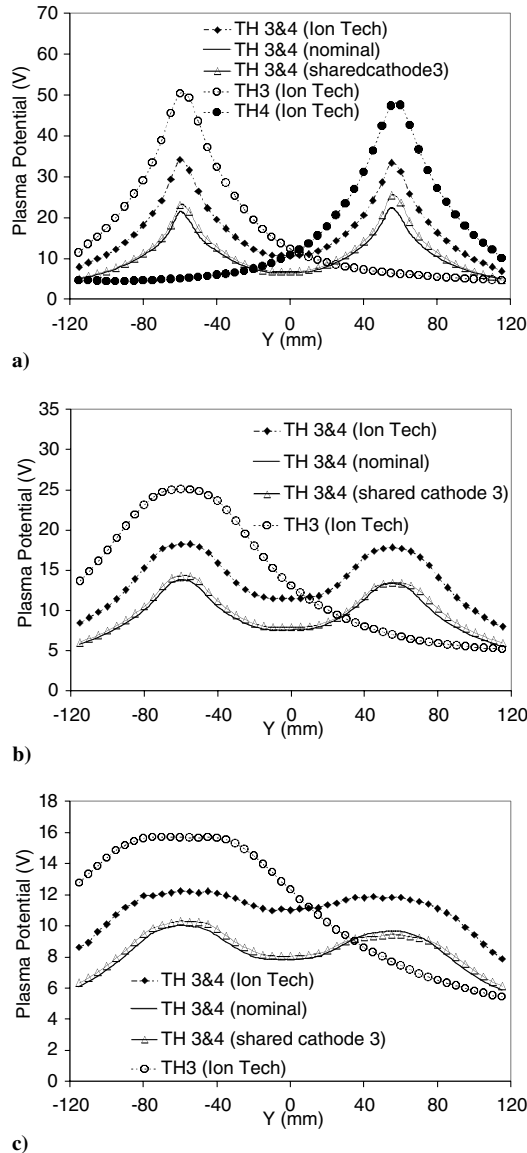 70
60
50
40
30
20
10
0
Plasma Potential (V)
TH 3&4 (Ion Tech)
TH 3&4 (nominal)
TH 3&4 (sharedcathode3)
TH3 (Ion Tech)
TH4 (Ion Tech)
-120 -80 -40 0 40 80 120
Y (mm)
a)
35
30
25
20
15
10
5
0
Plasma Potential (V)
TH 3&4 (Ion Tech)
TH 3&4 (nominal)
TH 3&4 (shared cathode 3)
TH3 (Ion Tech)
-120 -80 -40 0 40 80 120
Y (mm)
b)
18
16
14
12
10
8
6
4
2
0
Plasma Potential (V)
TH 3&4 (Ion Tech)
TH 3&4 (nominal)
TH 3&4 (shared cathode 3)
TH3 (Ion Tech)
-120 -80 -40 0 40 80 120
Y (mm)
c)